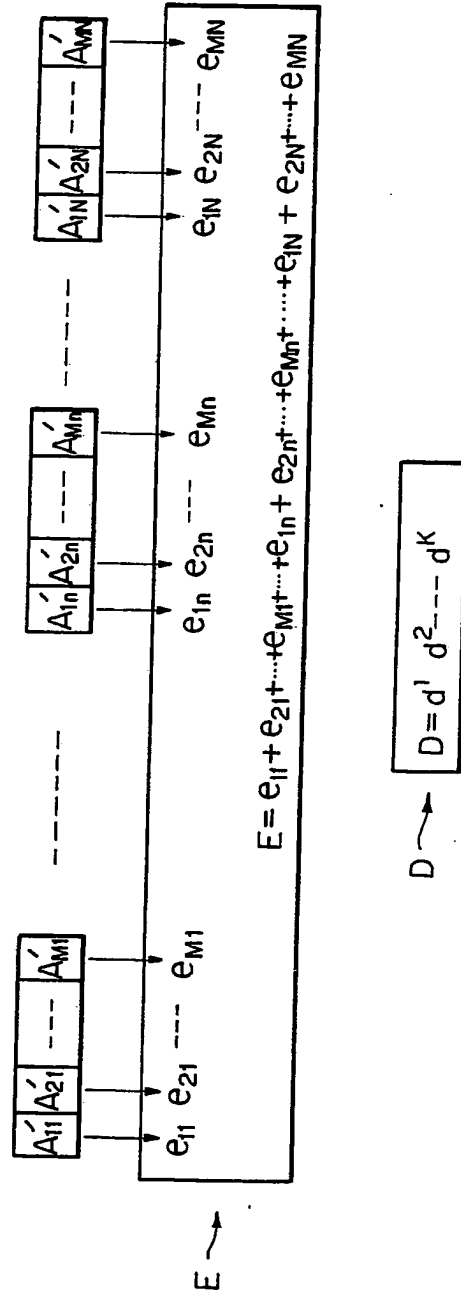 A'11 A'21 --- A'M1 ------ A'1n A'2n --- A'Mn ------ A'1N A'2N --- A'MN
e11 e21 --- eM1 e1n e2n --- eMn e1N e2N --- eMN
E
E = e11 + e21 + ... + eM1 + ... + e1n + e2n + ... + eMn + ..... + e1N + e2N + ... + eMN
D
D = d¹ d² ---- dᴷ